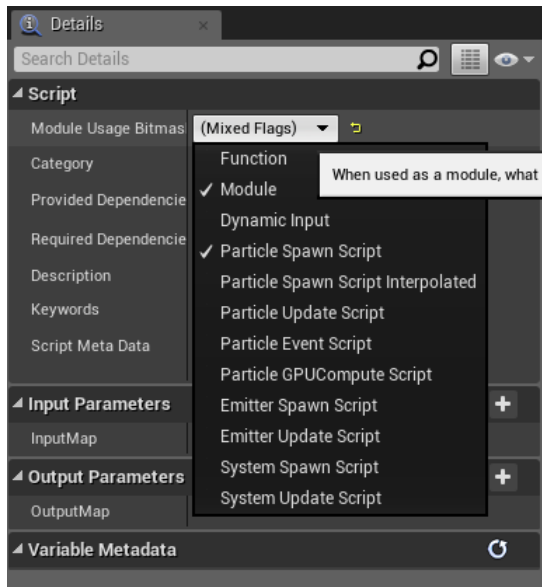 Details
Search Details
Script
Module Usage Bitmas
(Mixed Flags)
Category
Provided Dependencie
Required Dependencie
Description
Keywords
Script Meta Data
Function
When used as a module, what
Module
Dynamic Input
Particle Spawn Script
Particle Spawn Script Interpolated
Particle Update Script
Particle Event Script
Particle GPUCompute Script
Emitter Spawn Script
Emitter Update Script
System Spawn Script
System Update Script
Input Parameters
InputMap
Output Parameters
OutputMap
Variable Metadata